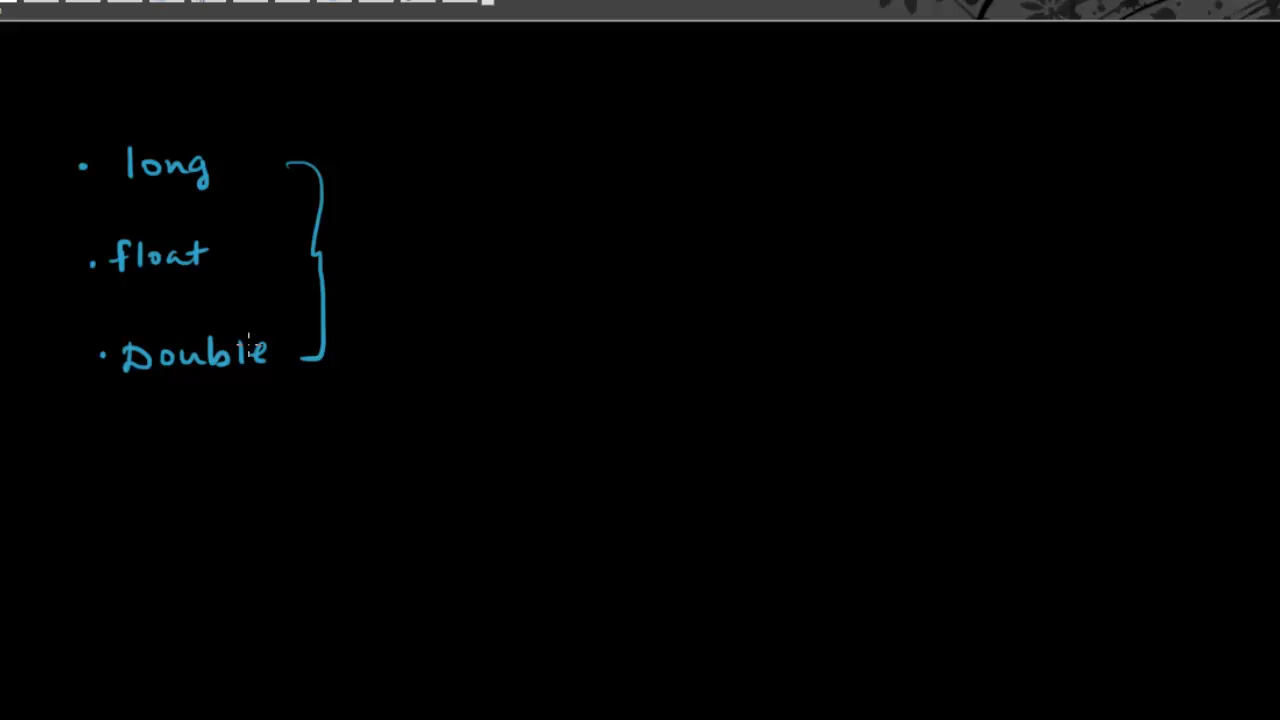 • long
• float
• Double